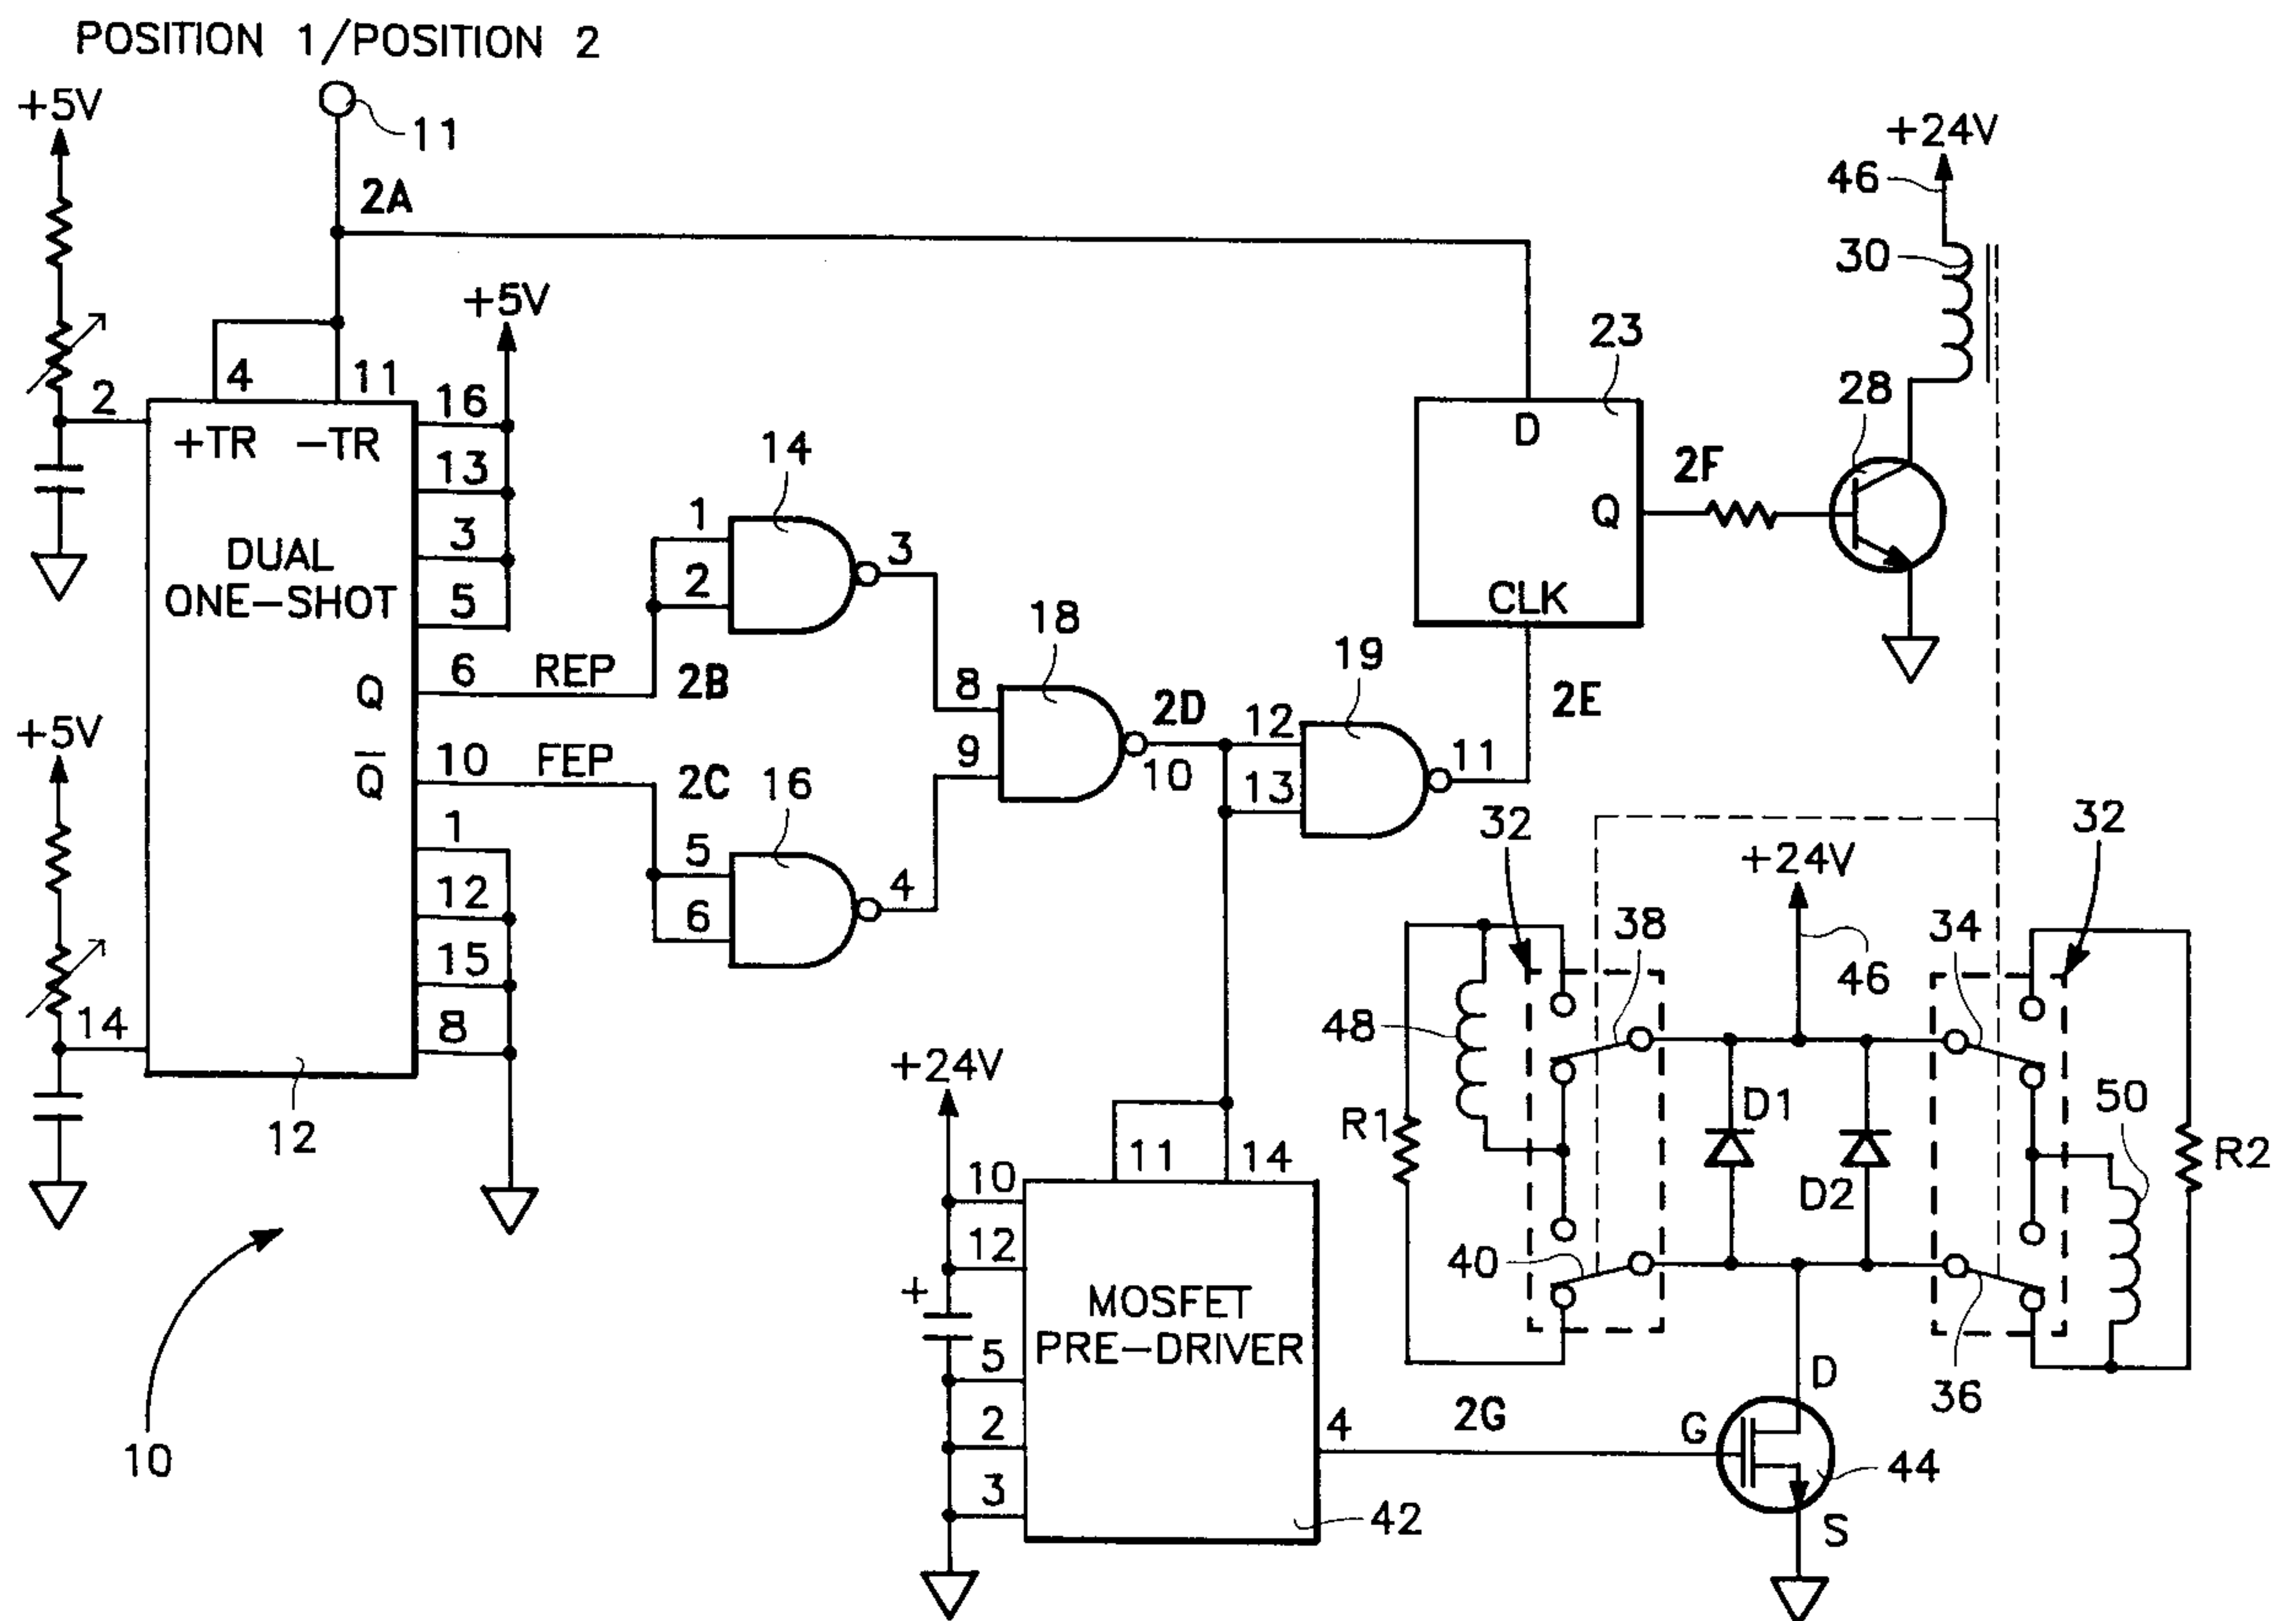 POSITION 1/POSITION 2
+5V
11
2A
+24V
46
30
+5V
23
28
2
4
11
16
+TR
-TR
13
14
D
2F
DUAL
ONE-SHOT
3
5
1
2
3
Q
CLK
18
19
Q
6
REP
2B
8
2D
12
2E
+5V
Q
10
FEP
2C
16
9
10
13
11
32
32
1
5
4
+24V
12
6
38
34
15
46
14
8
48
+24V
D1
50
12
R1
R2
11
14
10
D2
12
40
+
MOSFET
PRE-DRIVER
5
D
36
10
2
4
2G
G
44
3
42
S